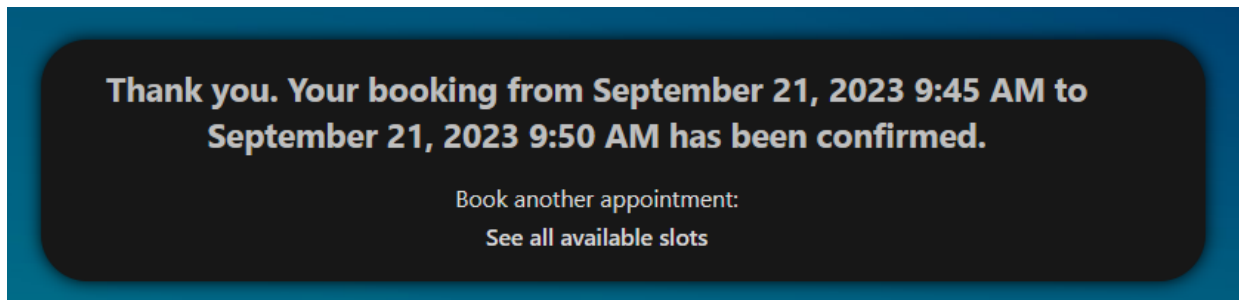 Thank you. Your booking from September 21, 2023 9:45 AM to
September 21, 2023 9:50 AM has been confirmed.
Book another appointment:
See all available slots